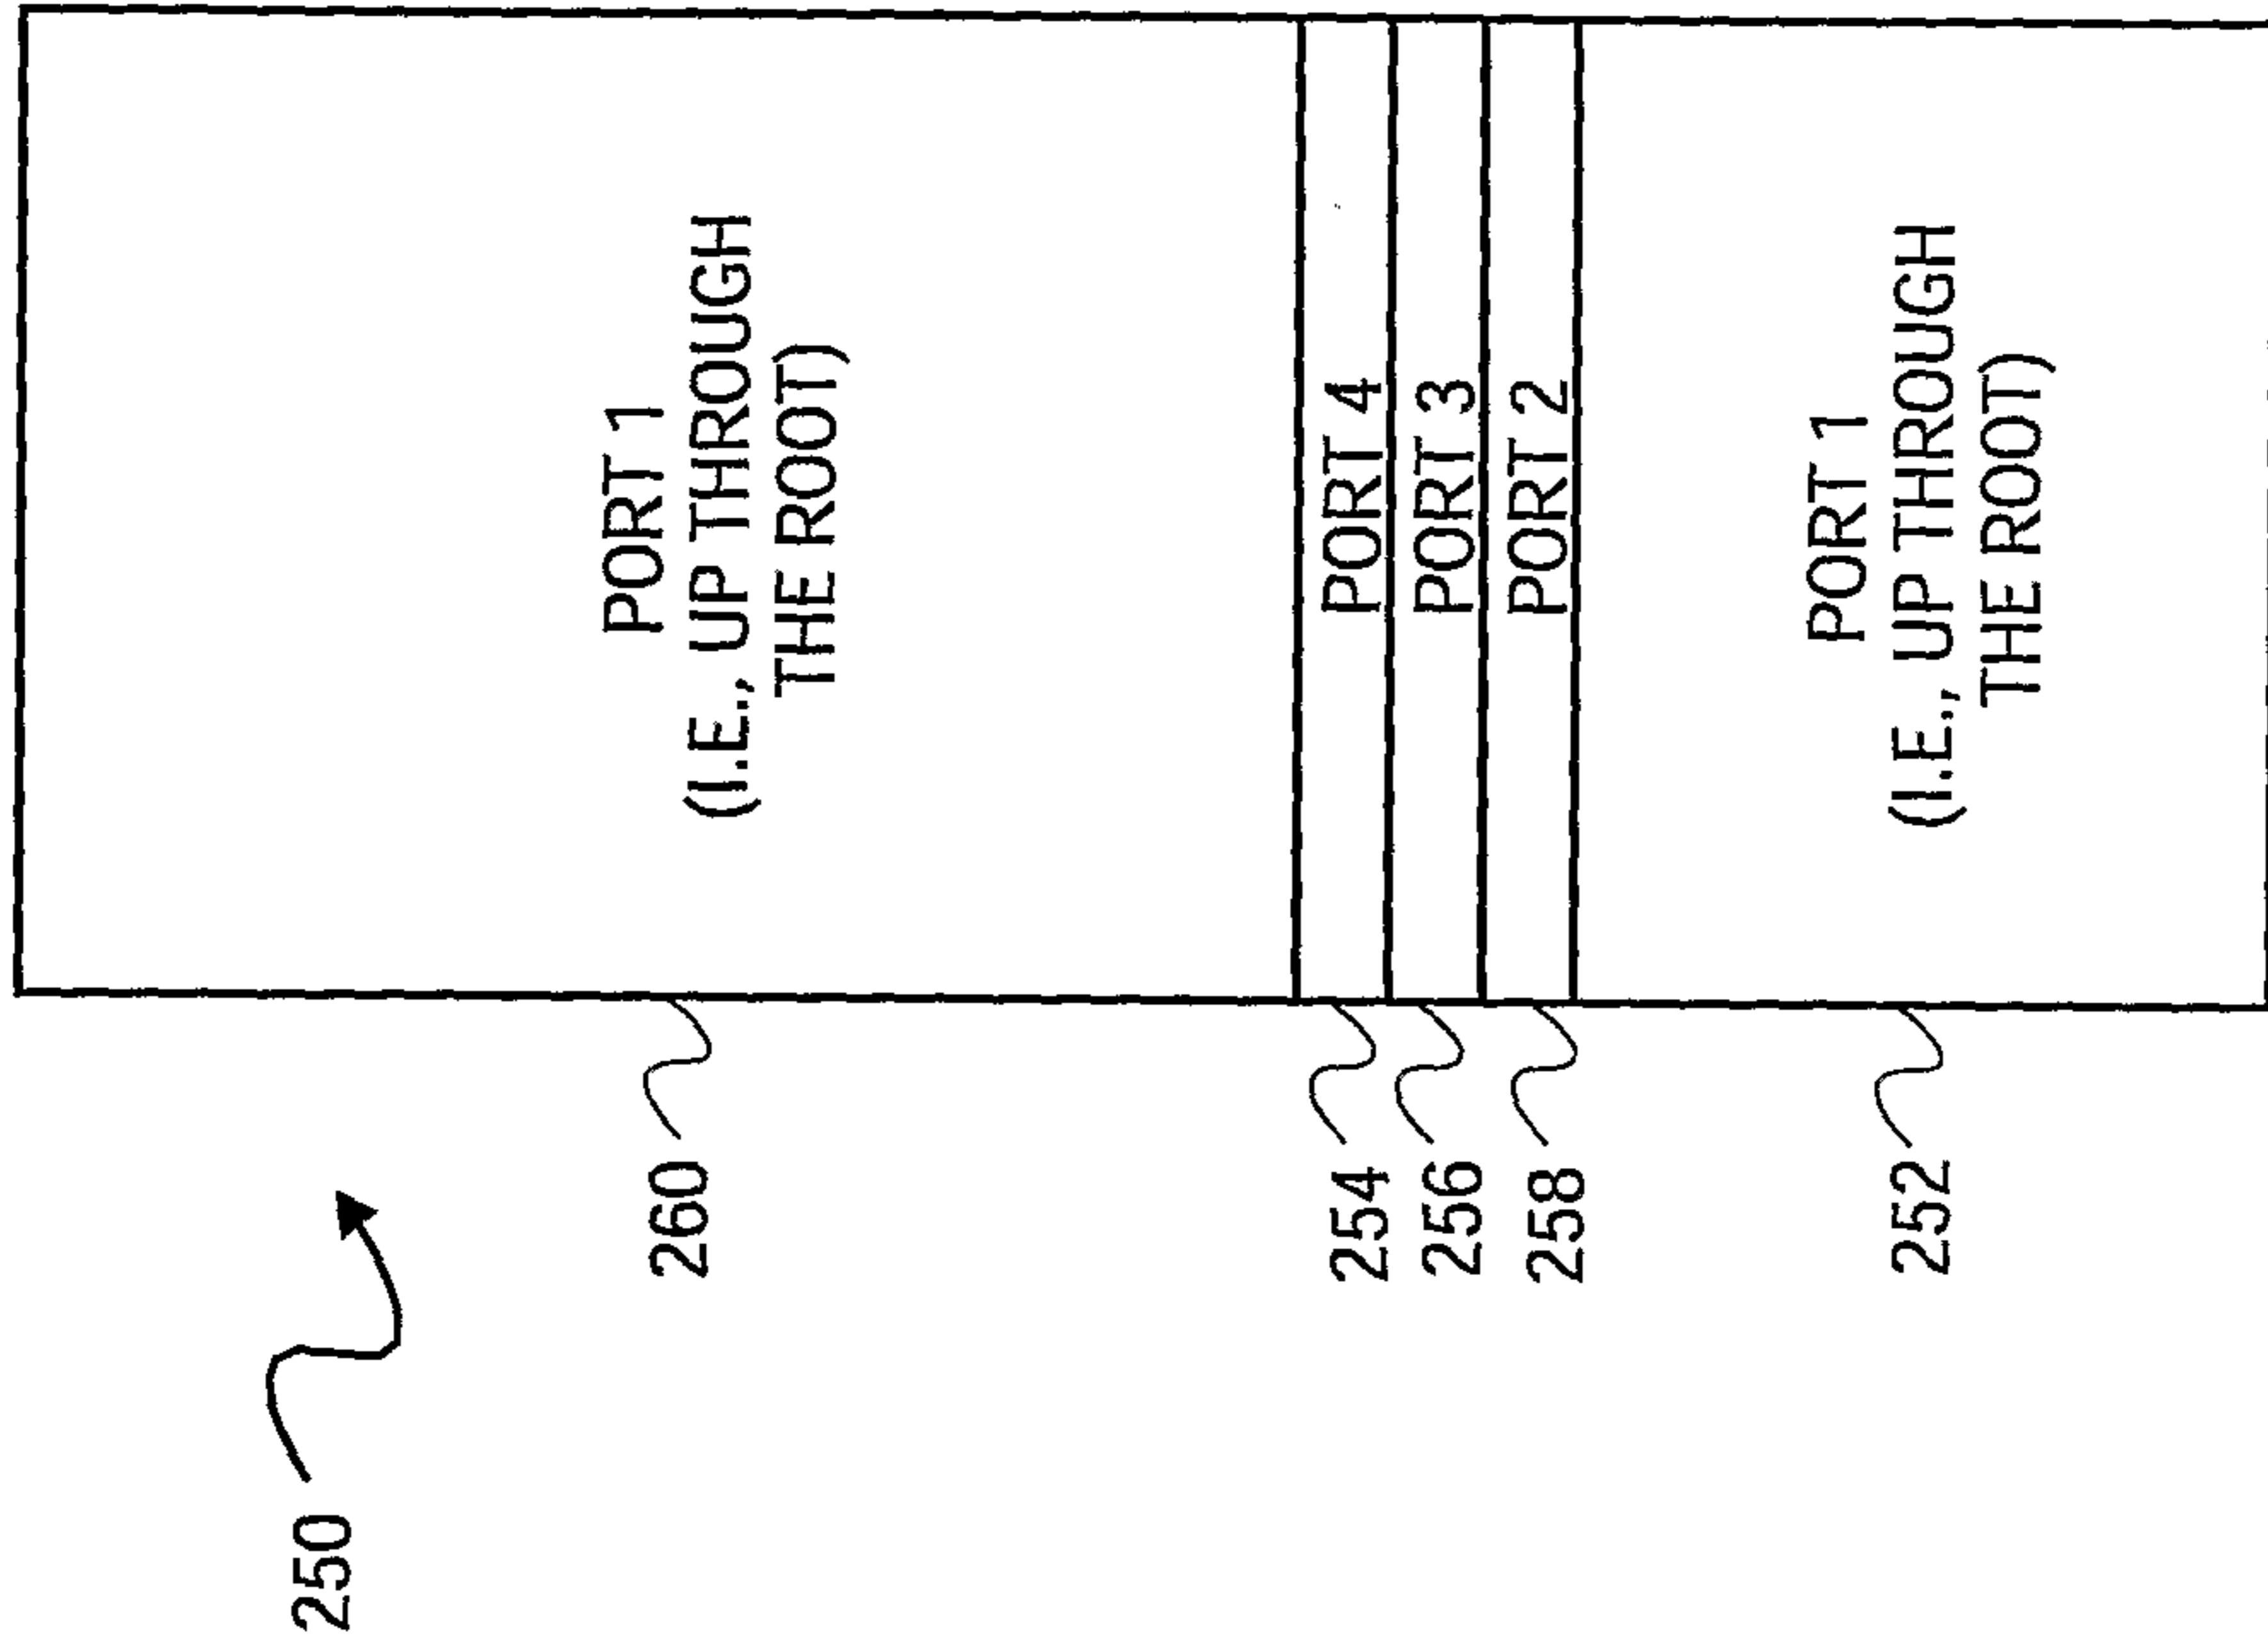 250
260
PORT 1
(I.E., UP THROUGH
THE ROOT)
254
PORT 4
256
PORT 3
258
PORT 2
252
PORT 1
(I.E., UP THROUGH
THE ROOT)